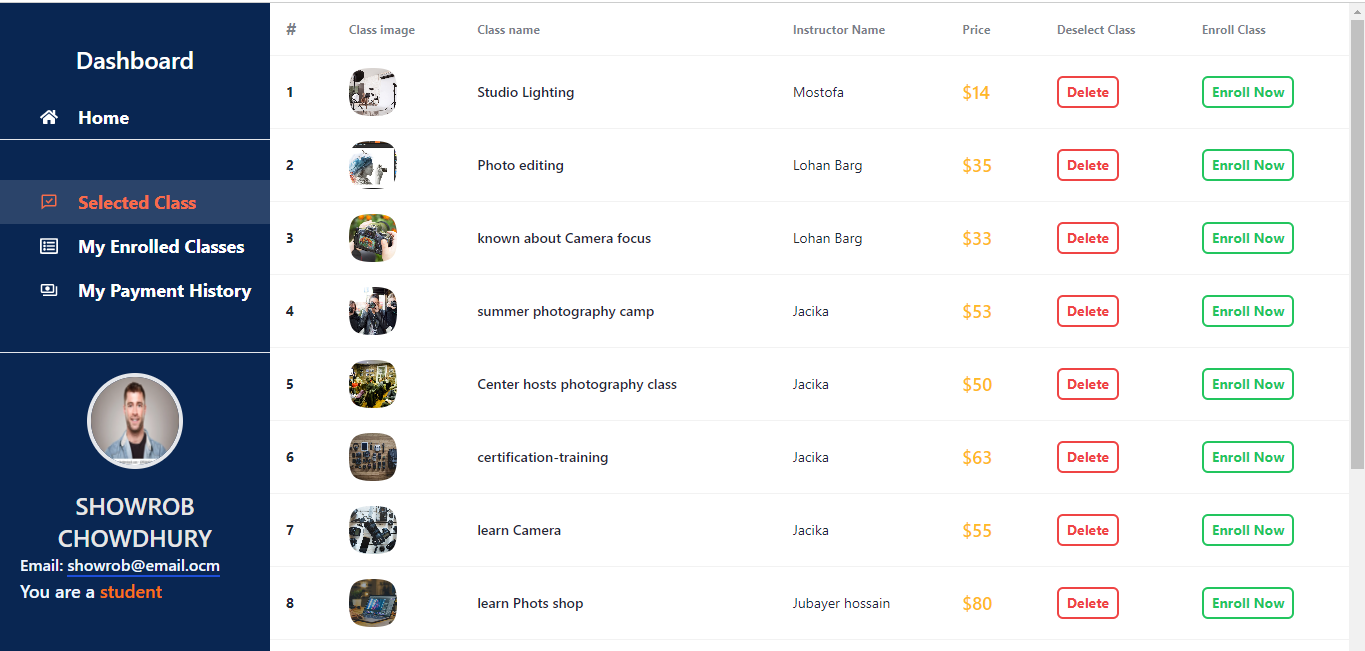 Dashboard
Home
Selected Class
My Enrolled Classes
My Payment History
SHOWROB
CHOWDHURY
Email: showrob@email.ocm
You are a student
# Class image Class name Instructor Name Price Deselect Class Enroll Class
1 Studio Lighting Mostofa $14 Delete Enroll Now
2 Photo editing Lohan Barg $35 Delete Enroll Now
3 known about Camera focus Lohan Barg $33 Delete Enroll Now
4 summer photography camp Jacika $53 Delete Enroll Now
5 Center hosts photography class Jacika $50 Delete Enroll Now
6 certification-training Jacika $63 Delete Enroll Now
7 learn Camera Jacika $55 Delete Enroll Now
8 learn Phots shop Jubayer hossain $80 Delete Enroll Now